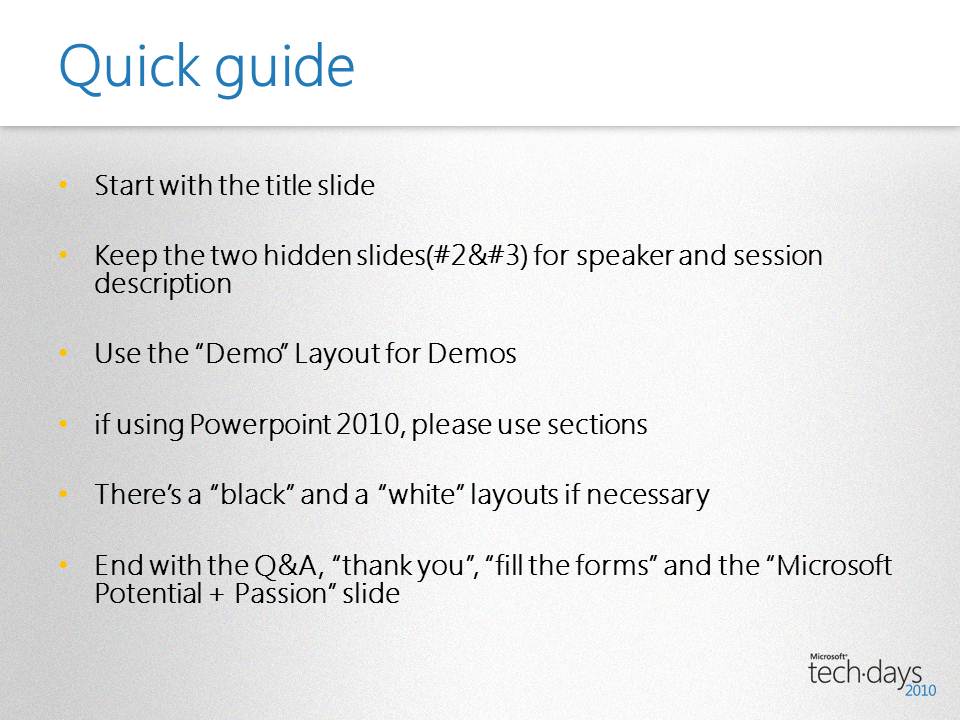 Quick guide
• Start with the title slide
• Keep the two hidden slides(#2&#3) for speaker and session
description
• Use the “Demo” Layout for Demos
• if using Powerpoint 2010, please use sections
• There’s a “black” and a “white” layouts if necessary
• End with the Q&A, “thank you”, “fill the forms” and the “Microsoft
Potential + Passion” slide
Microsoft®
tech·days
2010